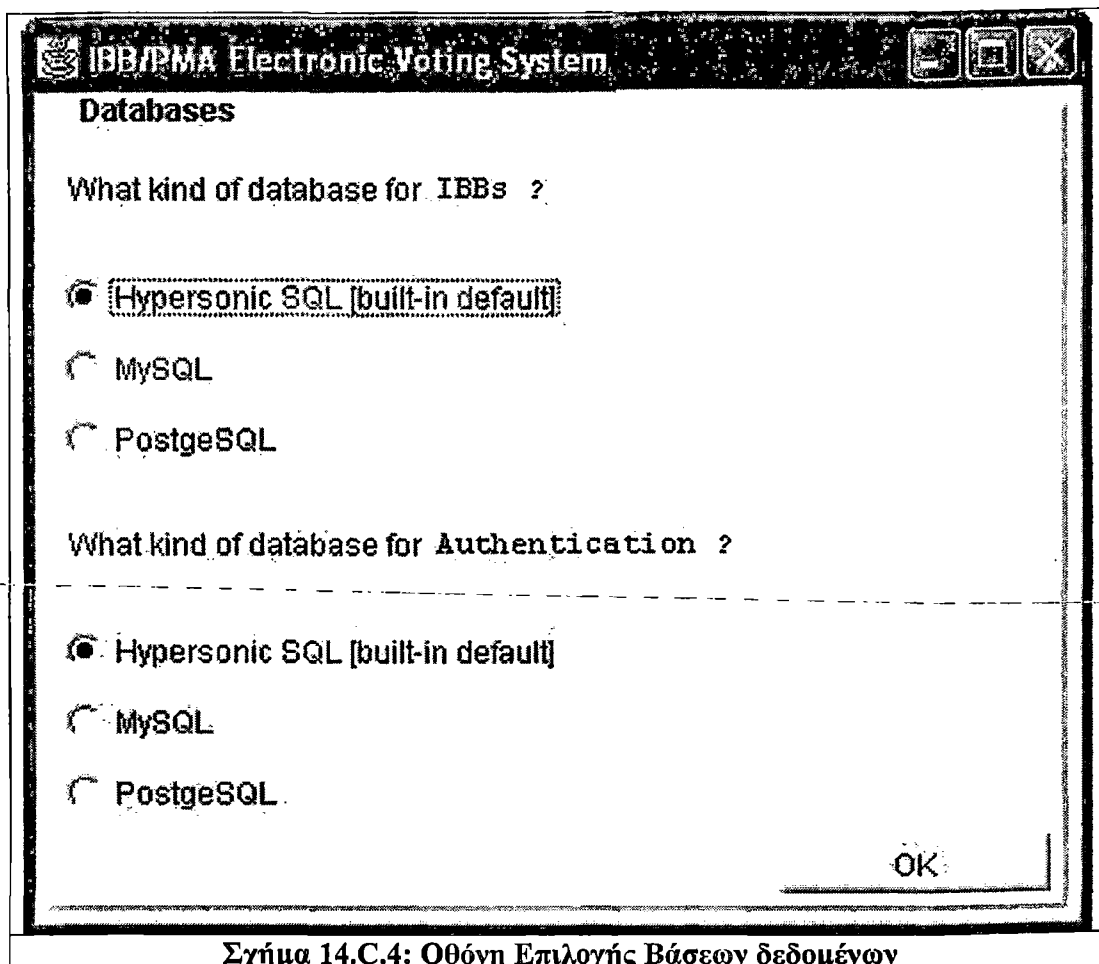 IBB/PMA Electronic Voting System
Databases
What kind of database for IBBs ?
Hypersonic SQL [built-in default]
MySQL
PostgeSQL
What kind of database for Authentication ?
Hypersonic SQL [built-in default]
MySQL
PostgeSQL
OK
Σχήμα 14.C.4: Οθόνη Επιλογής Βάσεων δεδομένων